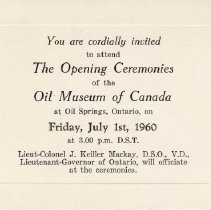 You are cordially invited
to attend
The Opening Ceremonies
of the
Oil Museum of Canada
at Oil Springs, Ontario, on
Friday, July 1st, 1960
at 3.00 p.m. D.S.T.
Lieut-Colonel J. Keiller Mackay, D.S.O., V.D.,
Lieutenant-Governor of Ontario, will officiate
at the ceremonies.